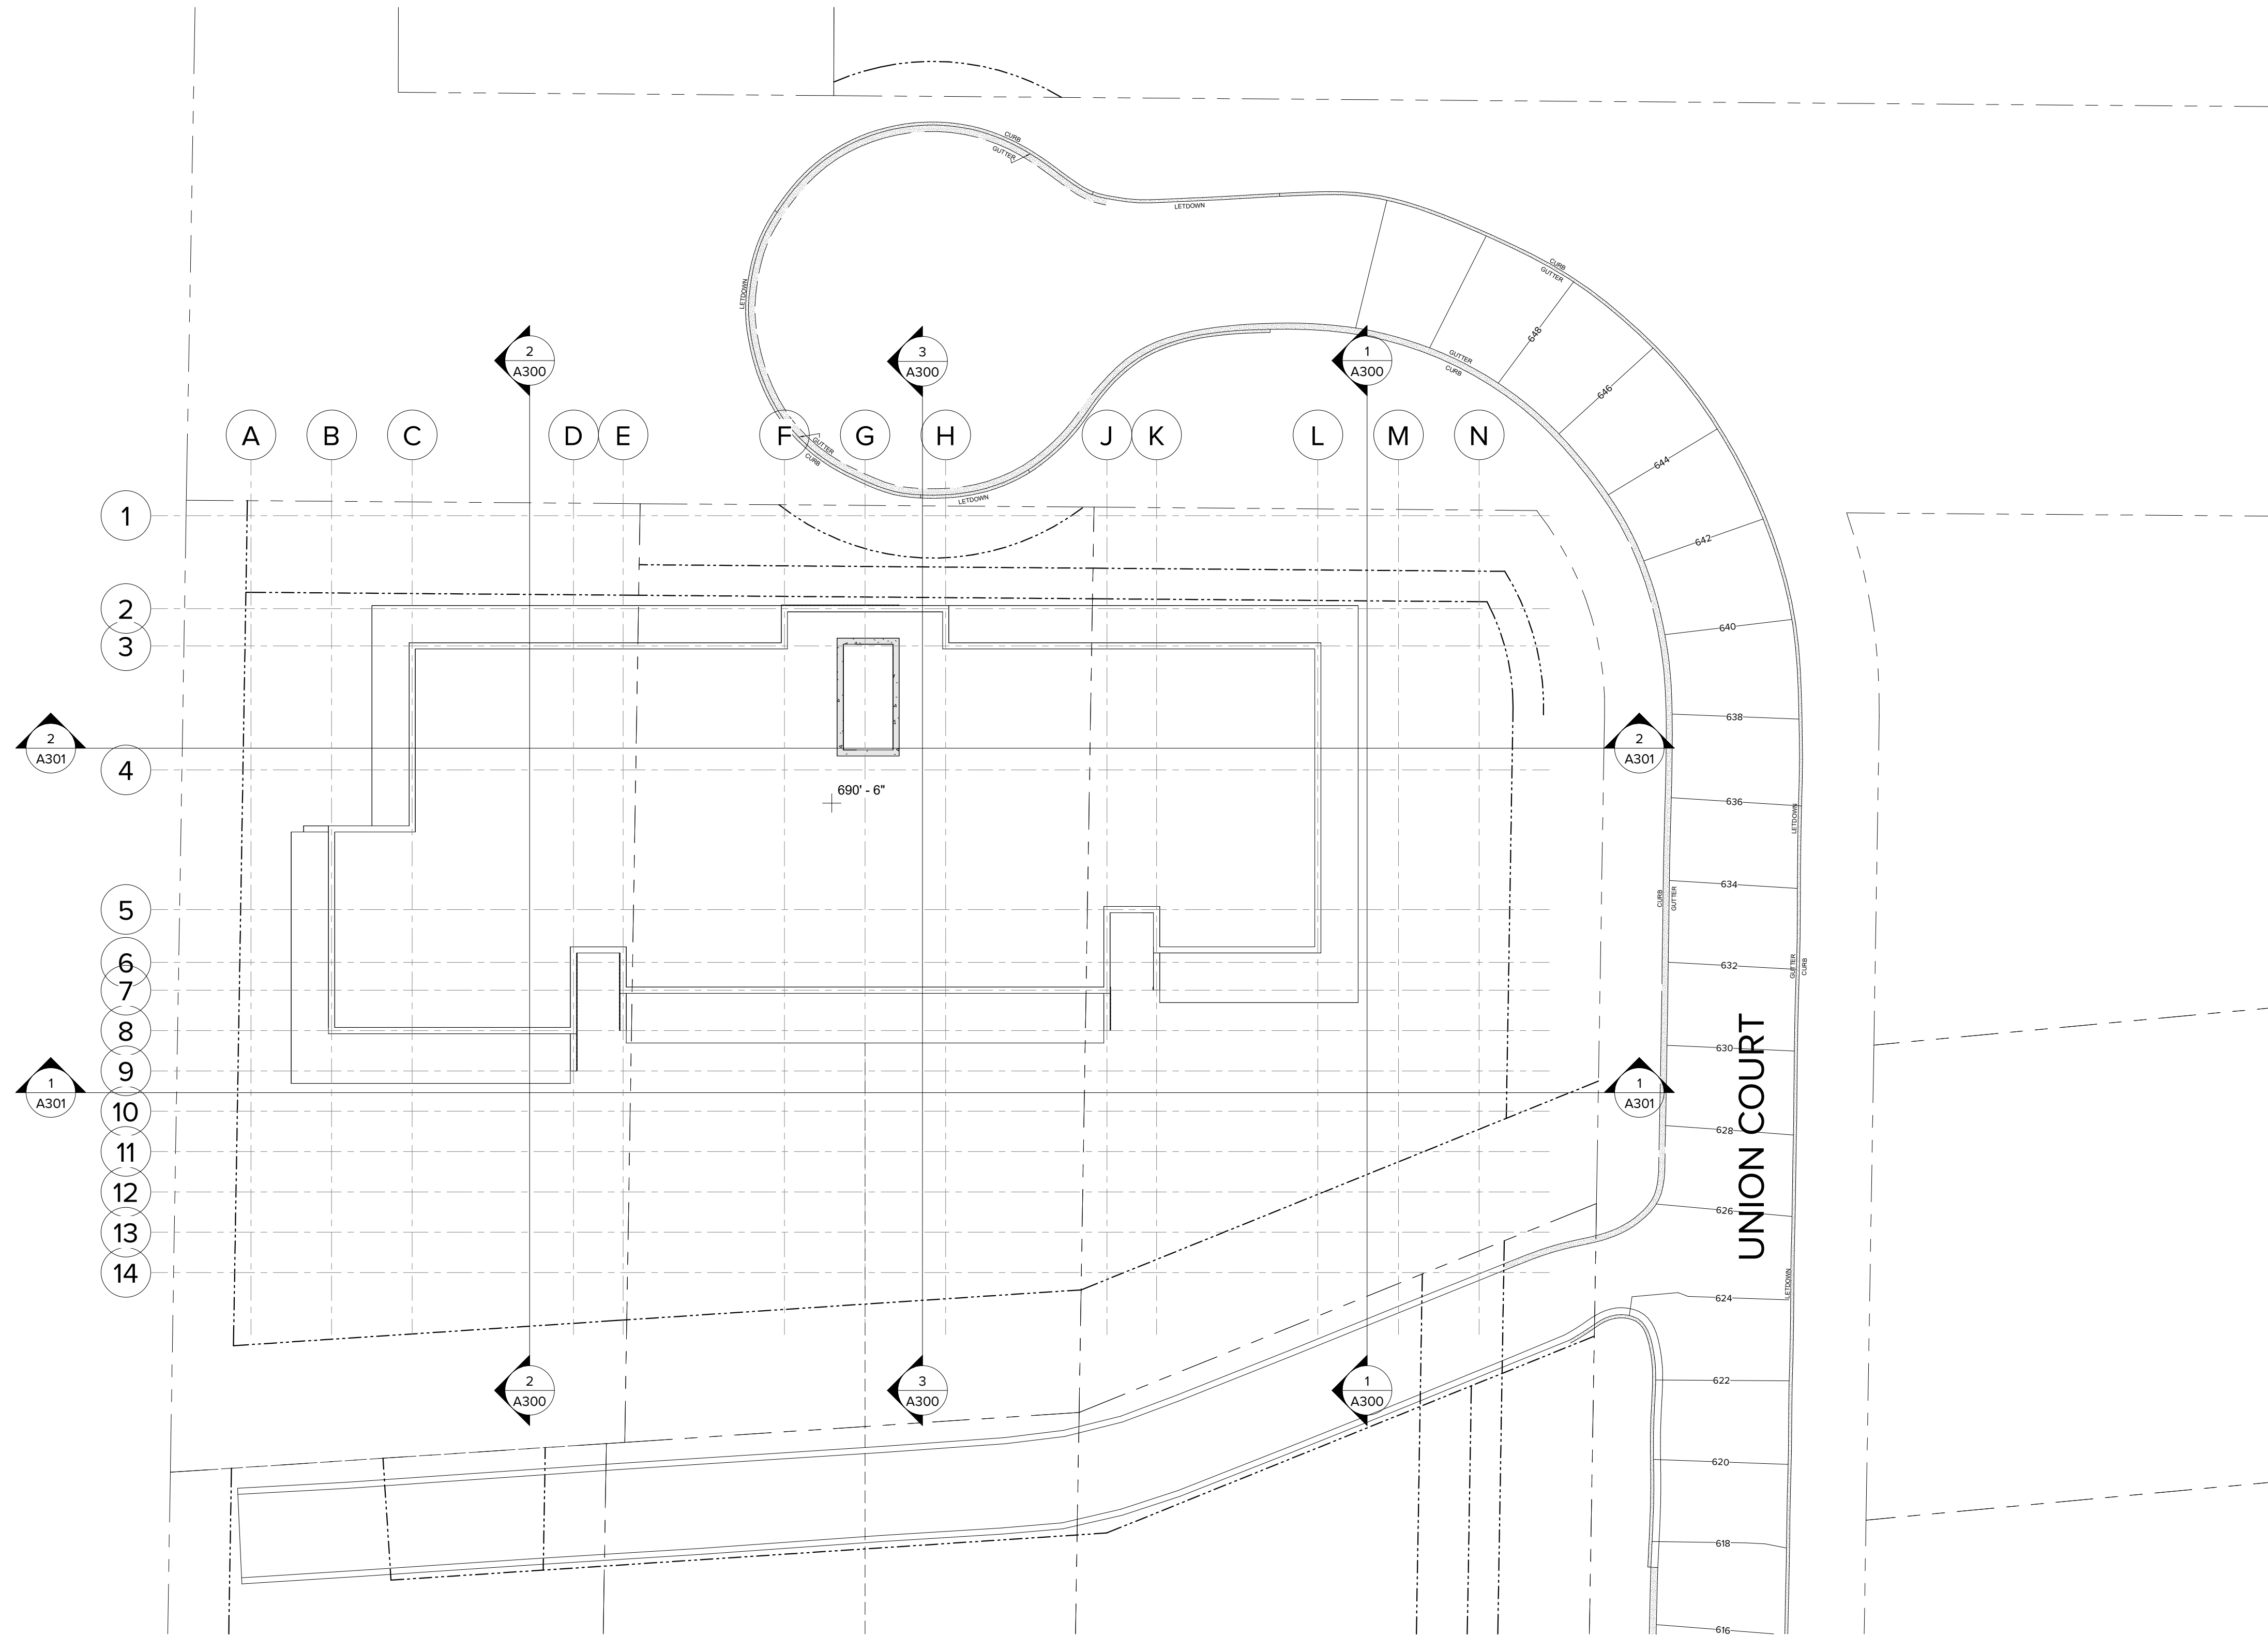 CURB
GUTTER
LETDOWN
CURB
GUTTER
LETDOWN
648
GUTTER
CURB
2
A300
3
A300
1
A300
646
A B C D E F G H J K L M N
GUTTER
CURB
LETDOWN
644
1
642
2
640
3
638
2
A301
2
A301
4
690' - 6"
636
LETDOWN
634
CURB
GUTTER
5
6
632
GUTTER
CURB
7
8
630
UNION COURT
9
1
A301
1
A301
10
628
11
12
626
13
14
LETDOWN
624
2
A300
3
A300
1
A300
622
620
618
616